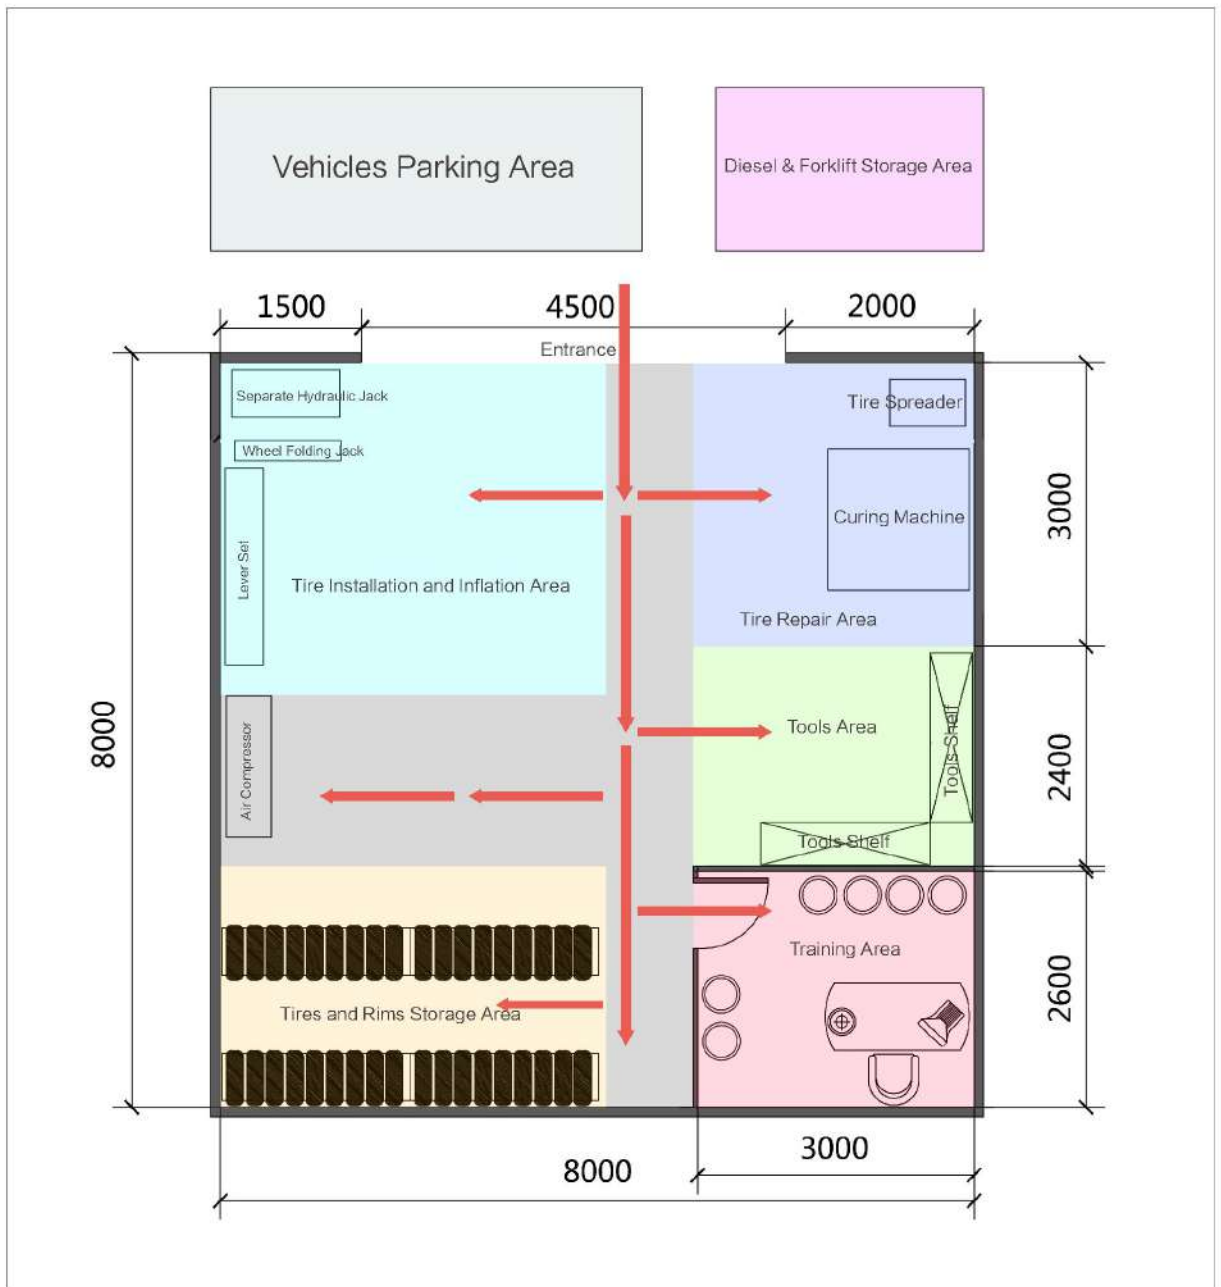 Vehicles Parking Area
Diesel & Forklift Storage Area
1500
4500
2000
Entrance
Separate Hydraulic Jack
Tire Spreader
Wheel Folding Jack
Curing Machine
3000
Lever Set
Tire Installation and Inflation Area
Tire Repair Area
8000
Tools Area
Tools Shelf
2400
Air Compressor
Tools Shelf
Training Area
2600
Tires and Rims Storage Area
3000
8000